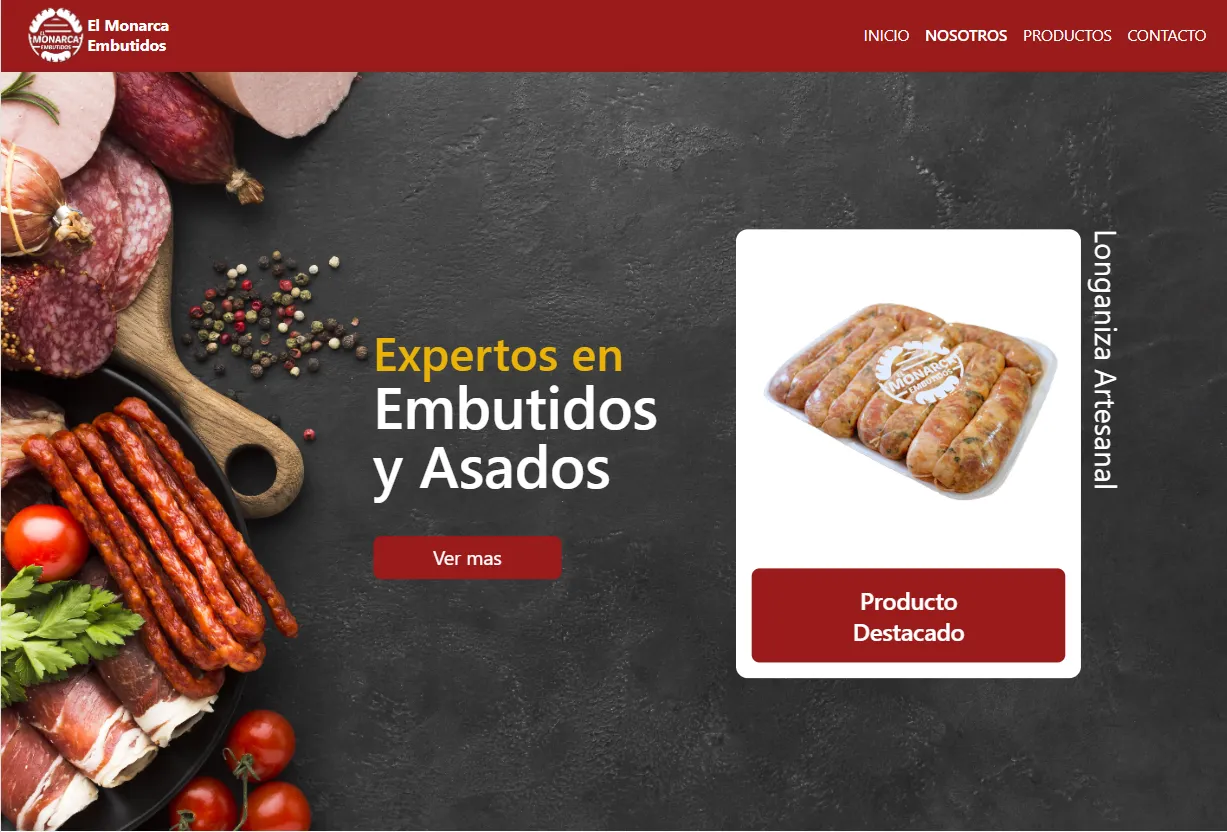 EL
MONARCA
EMBUTIDOS
El Monarca
Embutidos
INICIO NOSOTROS PRODUCTOS CONTACTO
Expertos en
Embutidos
y Asados
Ver mas
MONARCA
EMBUTIDOS
Producto
Destacado
Longaniza Artesanal